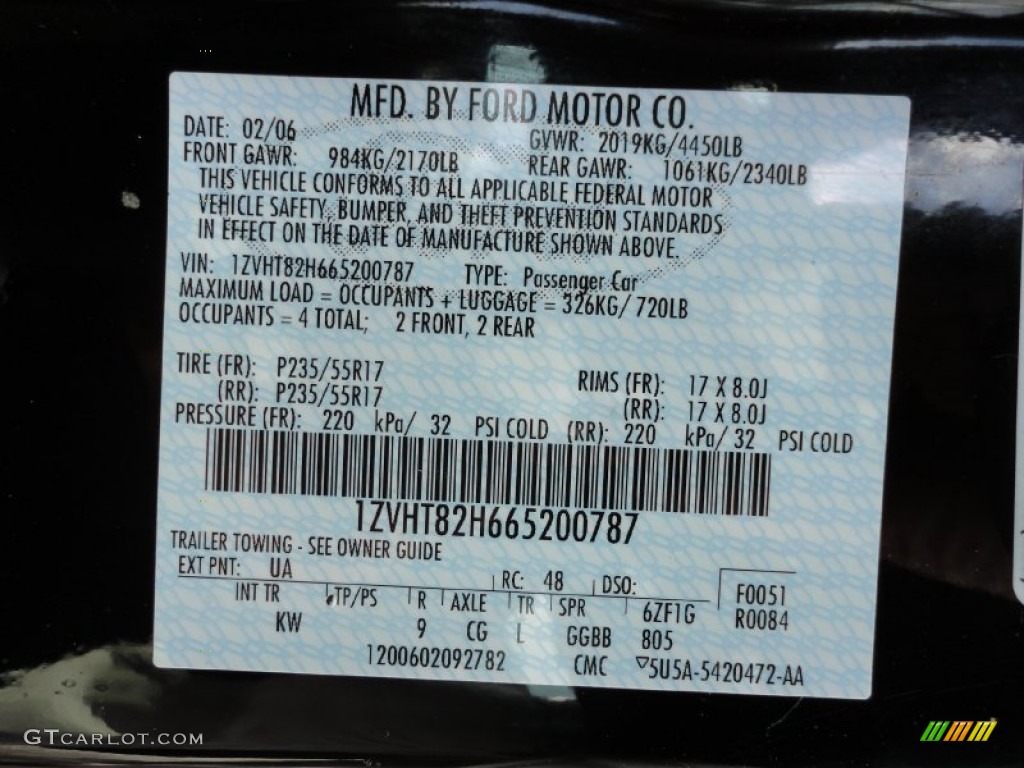 MFD. BY FORD MOTOR CO.
DATE: 02/06 GVWR: 2019KG/4450LB
FRONT GAWR: 984KG/2170LB REAR GAWR: 1061KG/2340LB
THIS VEHICLE CONFORMS TO ALL APPLICABLE FEDERAL MOTOR
VEHICLE SAFETY, BUMPER, AND THEFT PREVENTION STANDARDS
IN EFFECT ON THE DATE OF MANUFACTURE SHOWN ABOVE.
VIN: 1ZVHT82H665200787 TYPE: Passenger Car
MAXIMUM LOAD = OCCUPANTS + LUGGAGE = 326KG/720LB
OCCUPANTS = 4 TOTAL; 2 FRONT, 2 REAR
TIRE (FR): P235/55R17 RIMS (FR): 17 X 8.0J
(RR): P235/55R17 (RR): 17 X 8.0J
PRESSURE (FR): 220 kPa/ 32 PSI COLD (RR): 220 kPa/ 32 PSI COLD
1ZVHT82H665200787
TRAILER TOWING - SEE OWNER GUIDE
EXT PNT: UA RC: 48 DSO: F0051
INT TR TP/PS R AXLE TR SPR 6ZF1G R0084
KW 9 CG L GGBB 805
1200602092782 CMC ▽5U5A-5420472-AA
GTCARLOT.COM